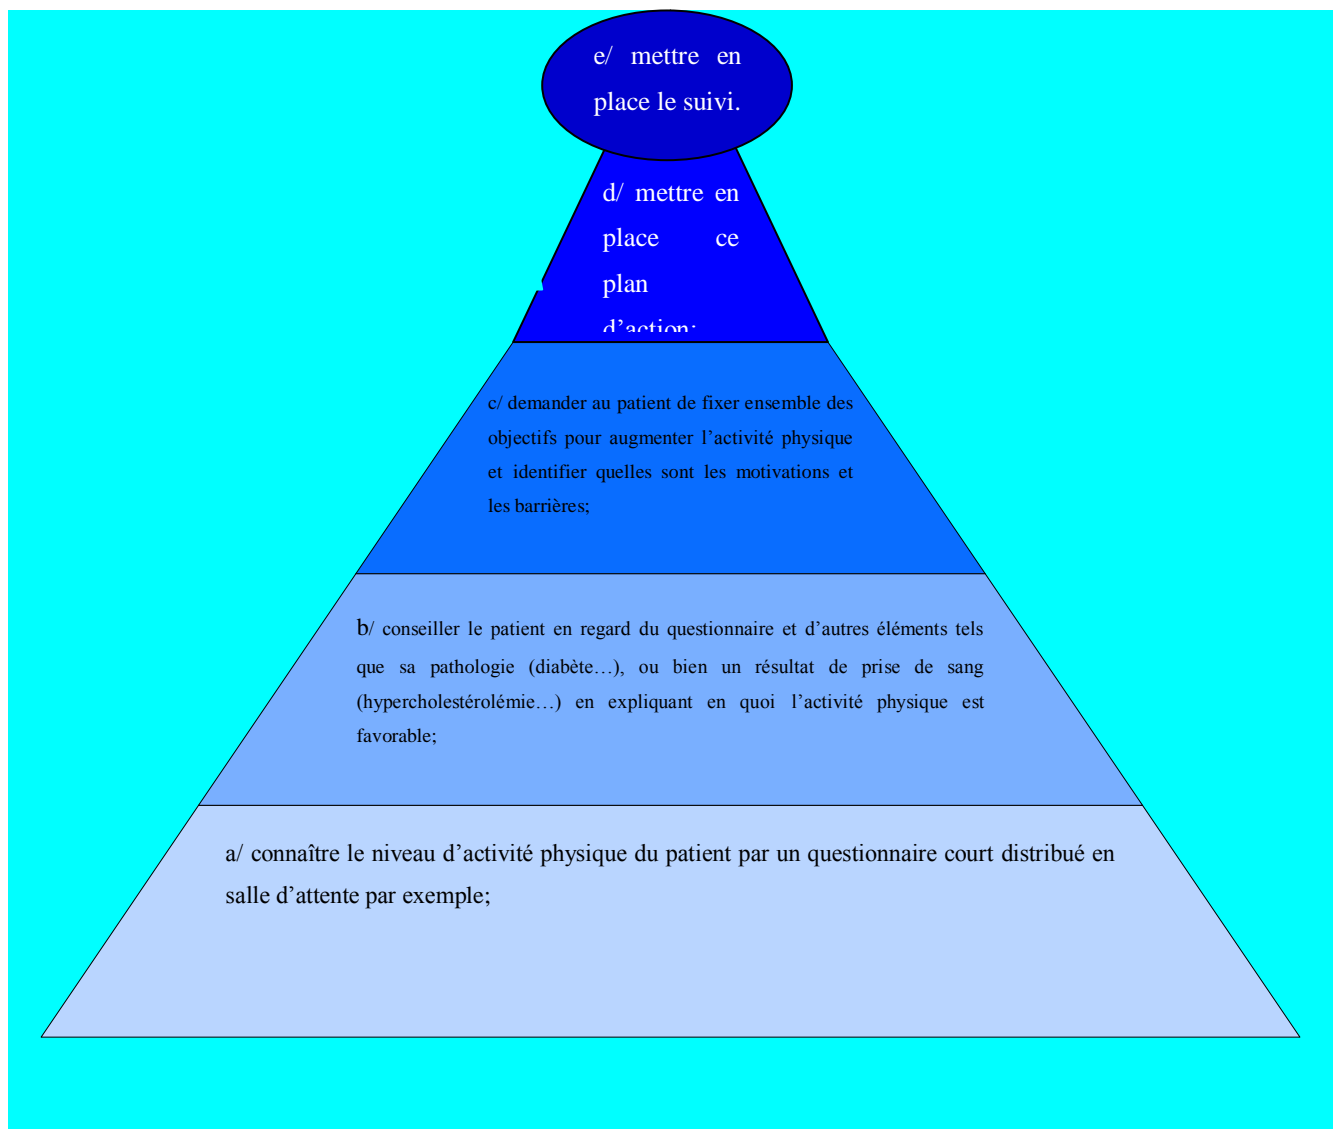 e/ mettre en
place le suivi.
d/ mettre en
place ce
plan
d’action;
c/ demander au patient de fixer ensemble des
objectifs pour augmenter l’activité physique
et identifier quelles sont les motivations et
les barrières;
b/ conseiller le patient en regard du questionnaire et d’autres éléments tels
que sa pathologie (diabète…), ou bien un résultat de prise de sang
(hypercholestérolémie…) en expliquant en quoi l’activité physique est
favorable;
a/ connaître le niveau d’activité physique du patient par un questionnaire court distribué en
salle d’attente par exemple;